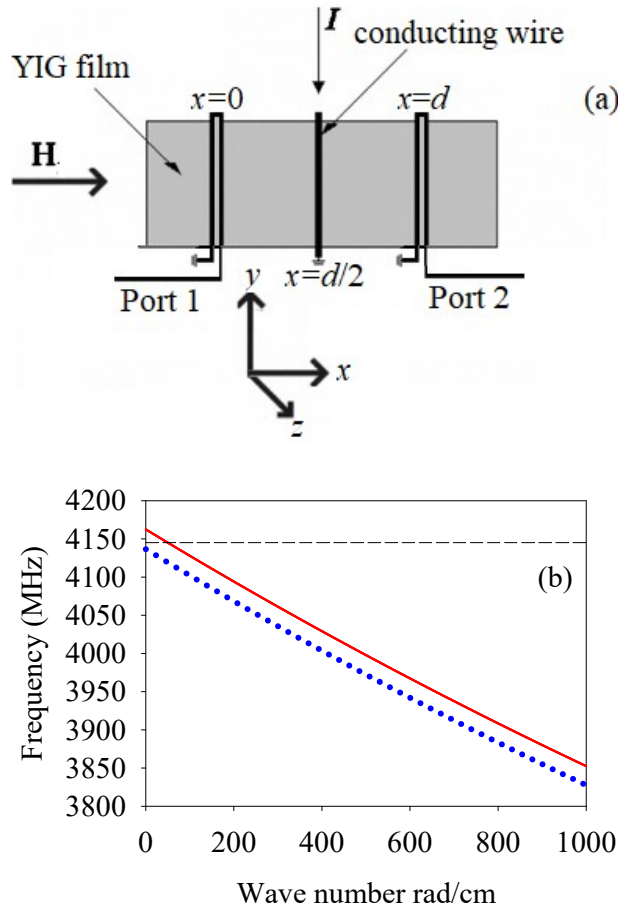 I
conducting wire
YIG film
x=0
x=d
(a)
H
Port 1
y
x=d/2
Port 2
x
z
4200
4150
4100
4050
4000
3950
3900
3850
3800
(b)
Frequency (MHz)
0
200
400
600
800
1000
Wave number rad/cm